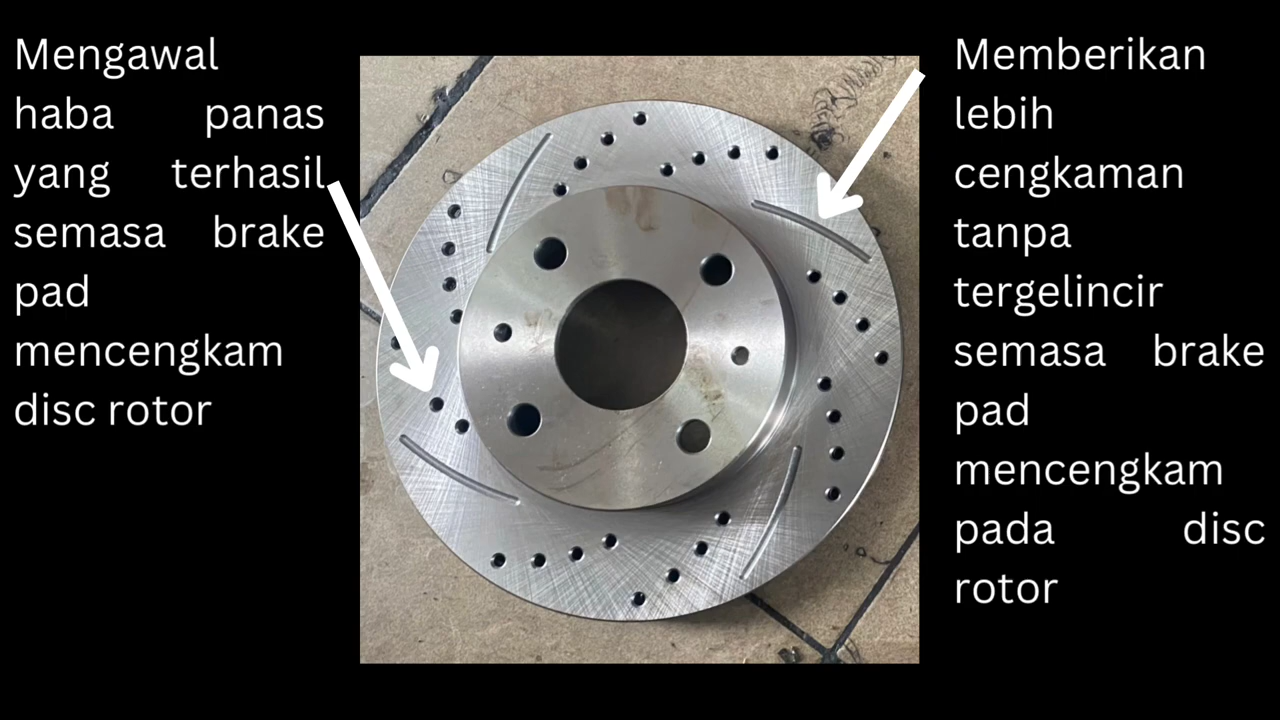 Mengawal
haba panas
yang terhasil
semasa brake
pad
mencengkam
disc rotor
Memberikan
lebih
cengkaman
tanpa
tergelincir
semasa brake
pad
mencengkam
pada disc
rotor